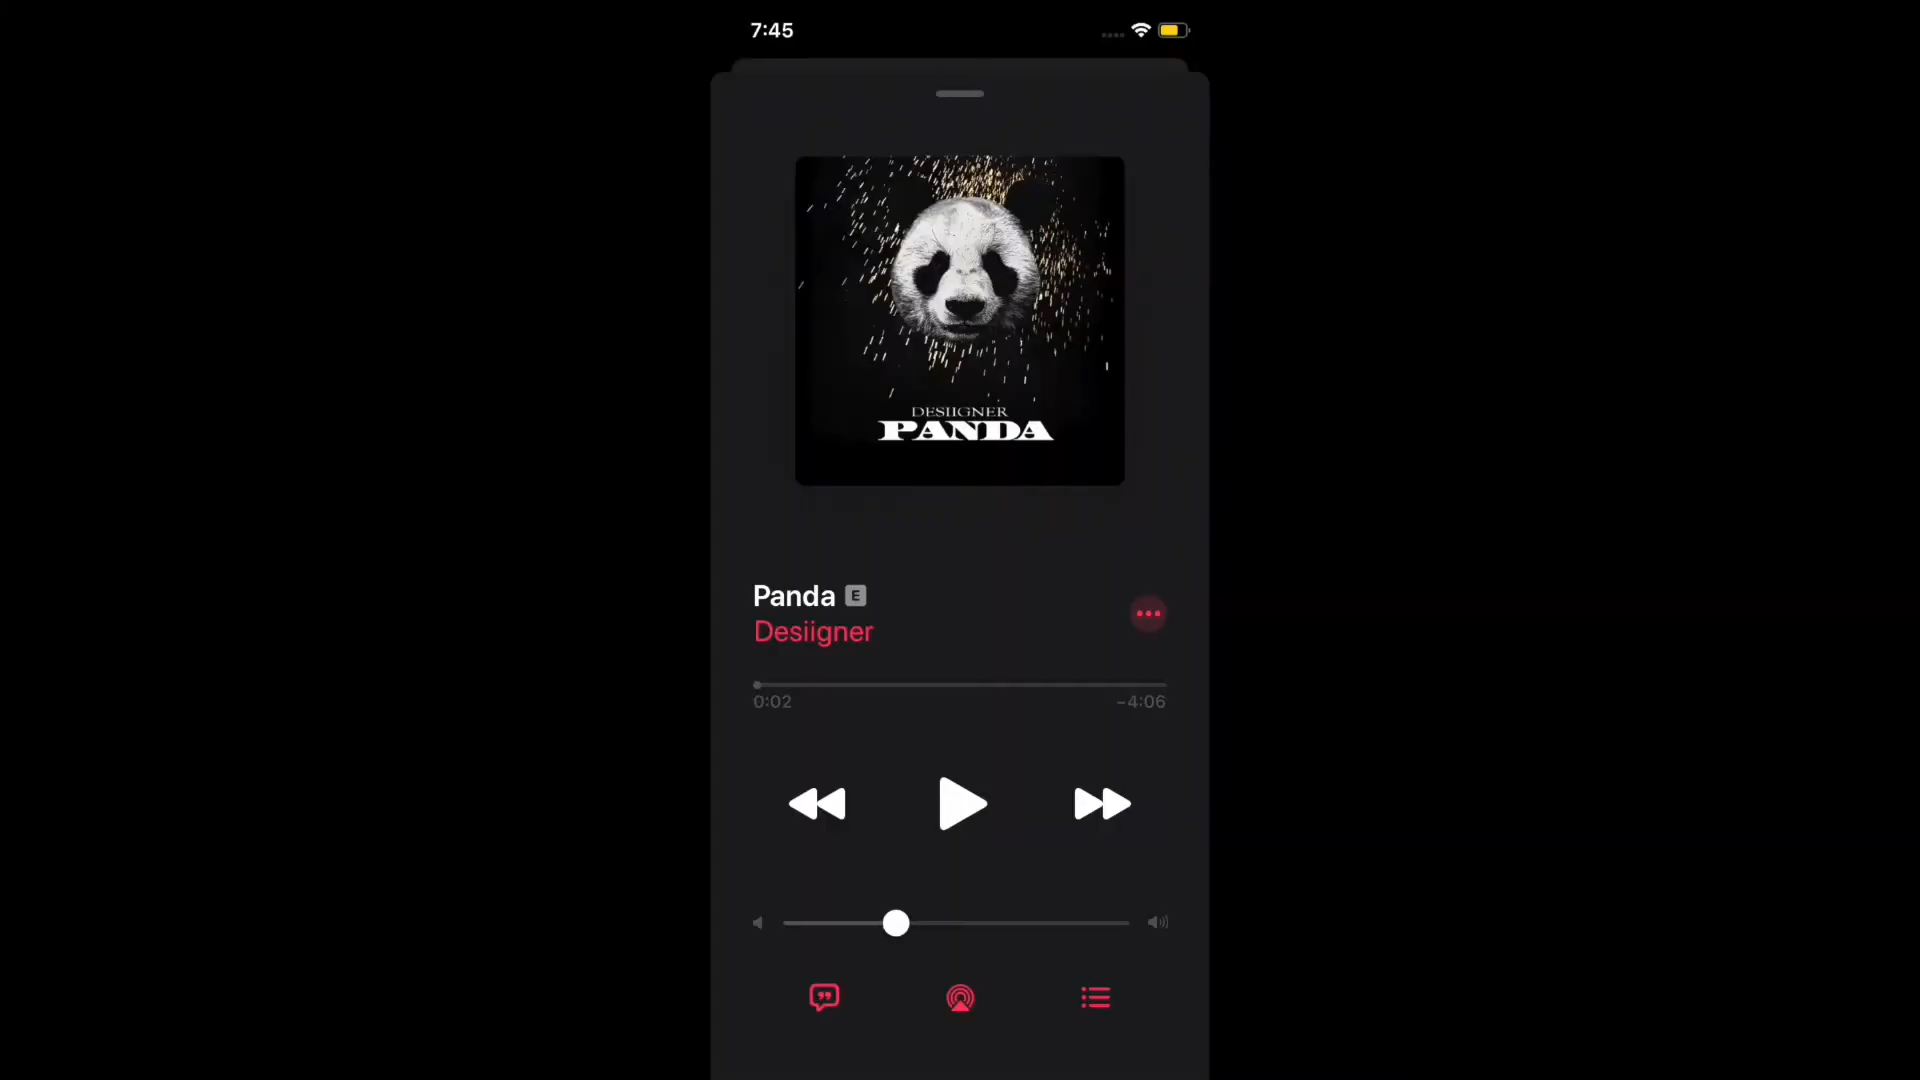 7:45
DESIIGNER
PANDA
Panda E
Desiigner
0:02
-4:06